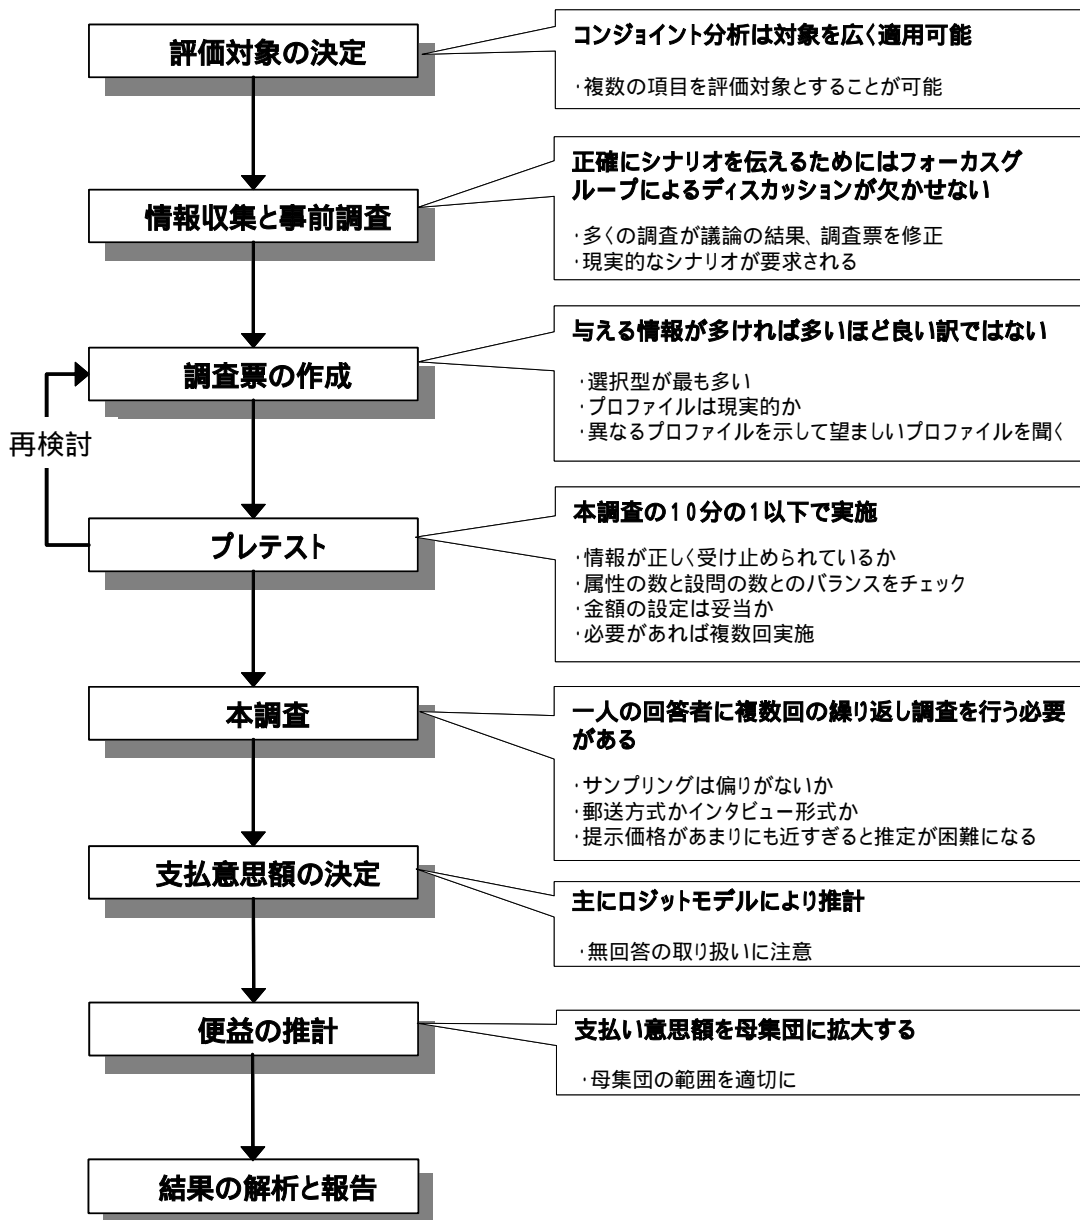 評価対象の決定
コンジョイント分析は対象を広く適用可能
・複数の項目を評価対象とすることが可能
情報収集と事前調査
正確にシナリオを伝えるためにはフォーカスグ
ループによるディスカッションが欠かせない
・多くの調査が議論の結果、調査票を修正
・現実的なシナリオが要求される
調査票の作成
与える情報が多ければ多いほど良い訳ではない
・選択型が最も多い
・プロファイルは現実的か
・異なるプロファイルを示して望ましいプロファイルを聞く
再検討
プレテスト
本調査の10分の1以下で実施
・情報が正しく受け止められているか
・属性の数と設問の数とのバランスをチェック
・金額の設定は妥当か
・必要があれば複数回実施
本調査
一人の回答者に複数回の繰り返し調査を行う必要
がある
・サンプリングは偏りがないか
・郵送方式かインタビュー形式か
・提示価格があまりにも近すぎると推定が困難になる
支払意思額の決定
主にロジットモデルにより推計
・無回答の取り扱いに注意
便益の推計
支払い意思額を母集団に拡大する
・母集団の範囲を適切に
結果の解析と報告